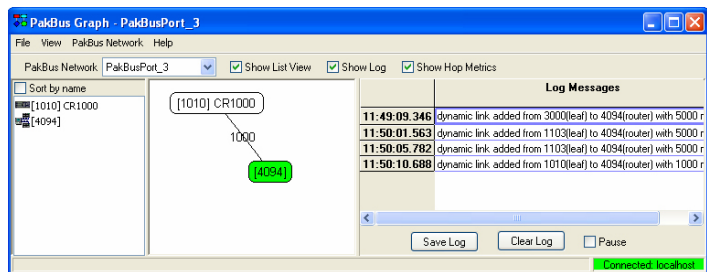 PakBus Graph - PakBusPort_3
File View PakBus Network Help
PakBus Network PakBusPort_3 Show List View Show Log Show Hop Metrics
Sort by name
[1010] CR1000
[4094]
[1010] CR1000
1000
[4094]
Log Messages
11:49:09.346 dynamic link added from 3000(leaf) to 4094(router) with 5000
11:50:01.563 dynamic link added from 1103(leaf) to 4094(router) with 5000
11:50:05.782 dynamic link added from 1103(leaf) to 4094(router) with 5000
11:50:10.688 dynamic link added from 1010(leaf) to 4094(router) with 1000
Save Log Clear Log Pause
Connected: localhost